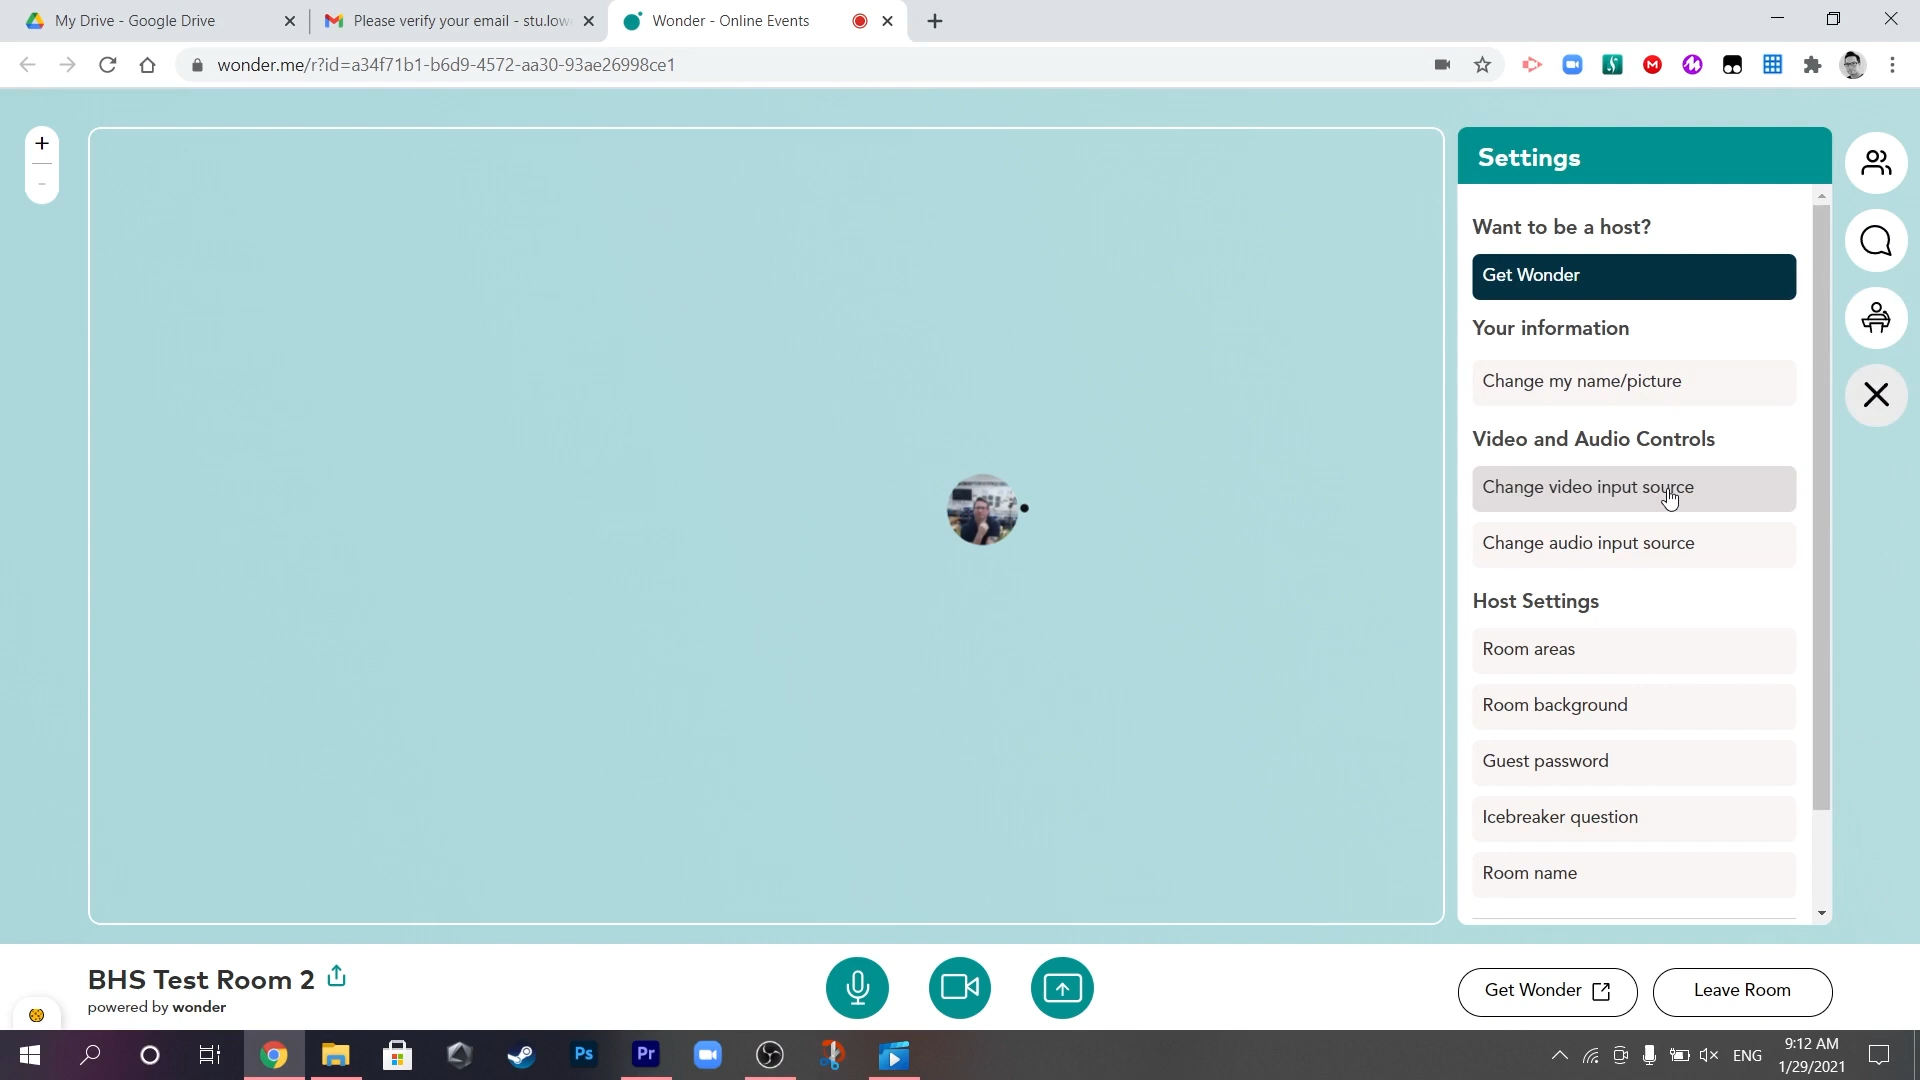 My Drive - Google Drive
Please verify your email - stu.low
Wonder - Online Events
wonder.me/r?id=a34f71b1-b6d9-4572-aa30-93ae26998ce1
Settings
Want to be a host?
Get Wonder
Your information
Change my name/picture
Video and Audio Controls
Change video input source
Change audio input source
Host Settings
Room areas
Room background
Guest password
Icebreaker question
Room name
BHS Test Room 2
powered by wonder
Get Wonder
Leave Room
Ps
Pr
ENG
9:12 AM
1/29/2021